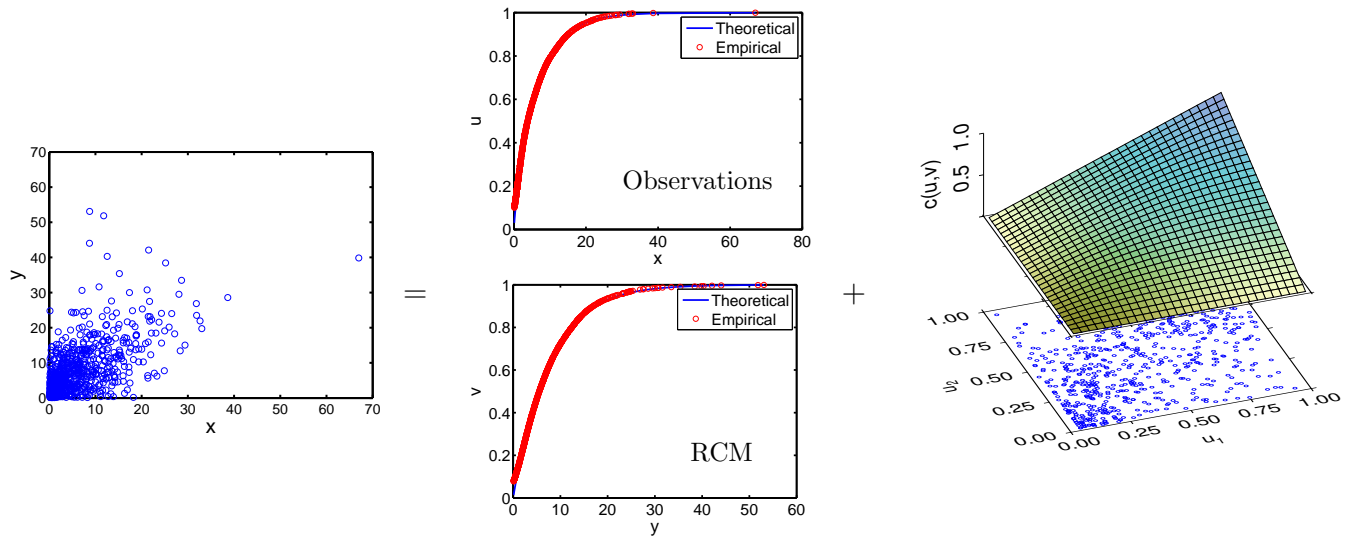 70
60
50
40
30
20
10
0
y
0 10 20 30 40 50 60 70
x
=
1
0.8
0.6
0.4
0.2
0
u
0 20 40 60 80
x
Theoretical
Empirical
Observations
1
0.8
0.6
0.4
0.2
0
v
0 10 20 30 40 50 60
y
Theoretical
Empirical
RCM
+
c(u,v)
1.0
0.5
1.00
0.75
0.50
0.25
0.00
u2
0.00 0.25 0.50 0.75 1.00
u1